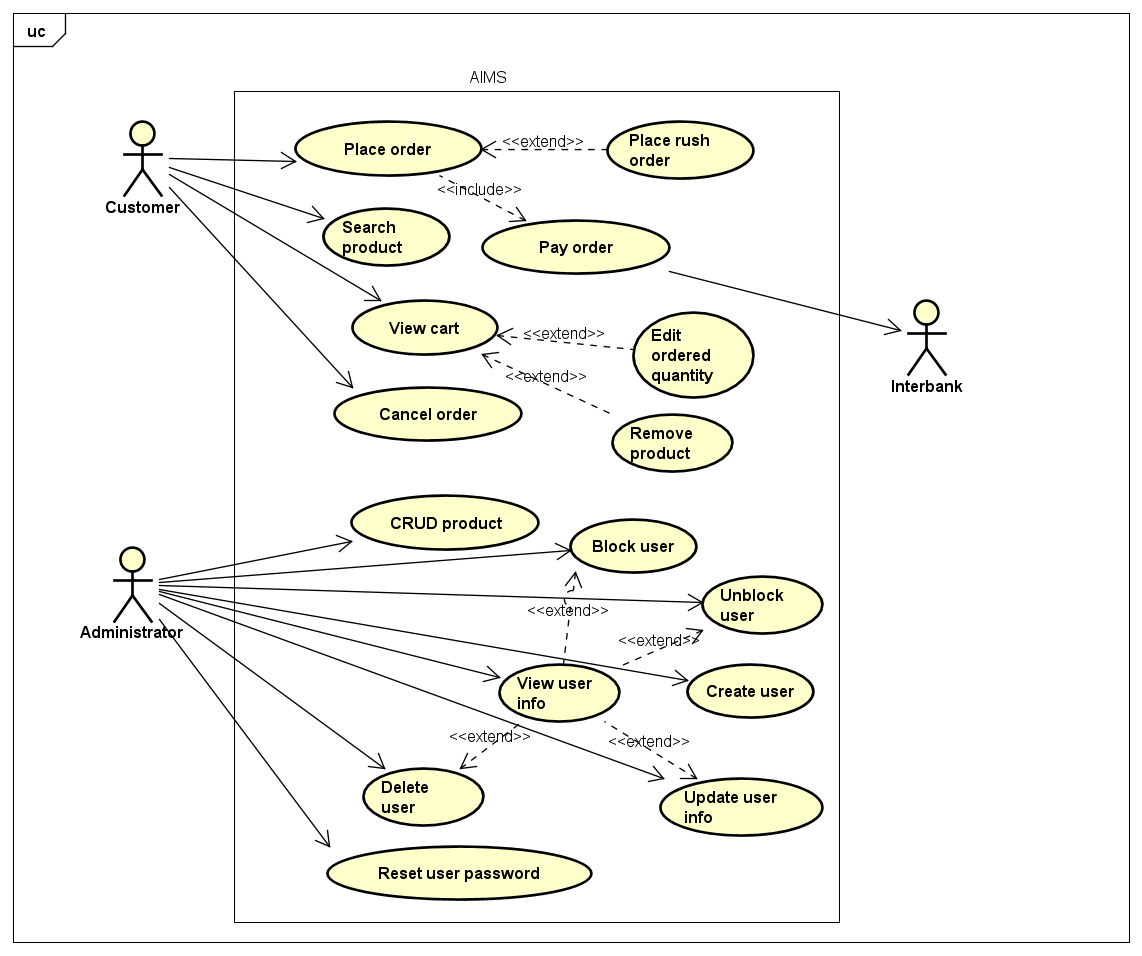 uc
AIMS
Place order
<<extend>>
Place rush
order
<<include>>
Customer
Search
product
Pay order
View cart
<<extend>>
Edit
ordered
quantity
<<extend>>
Interbank
Cancel order
Remove
product
CRUD product
Block user
Unblock
user
<<extend>>
<<extend>>
Administrator
View user
info
Create user
<<extend>>
<<extend>>
Delete
user
Update user
info
Reset user password